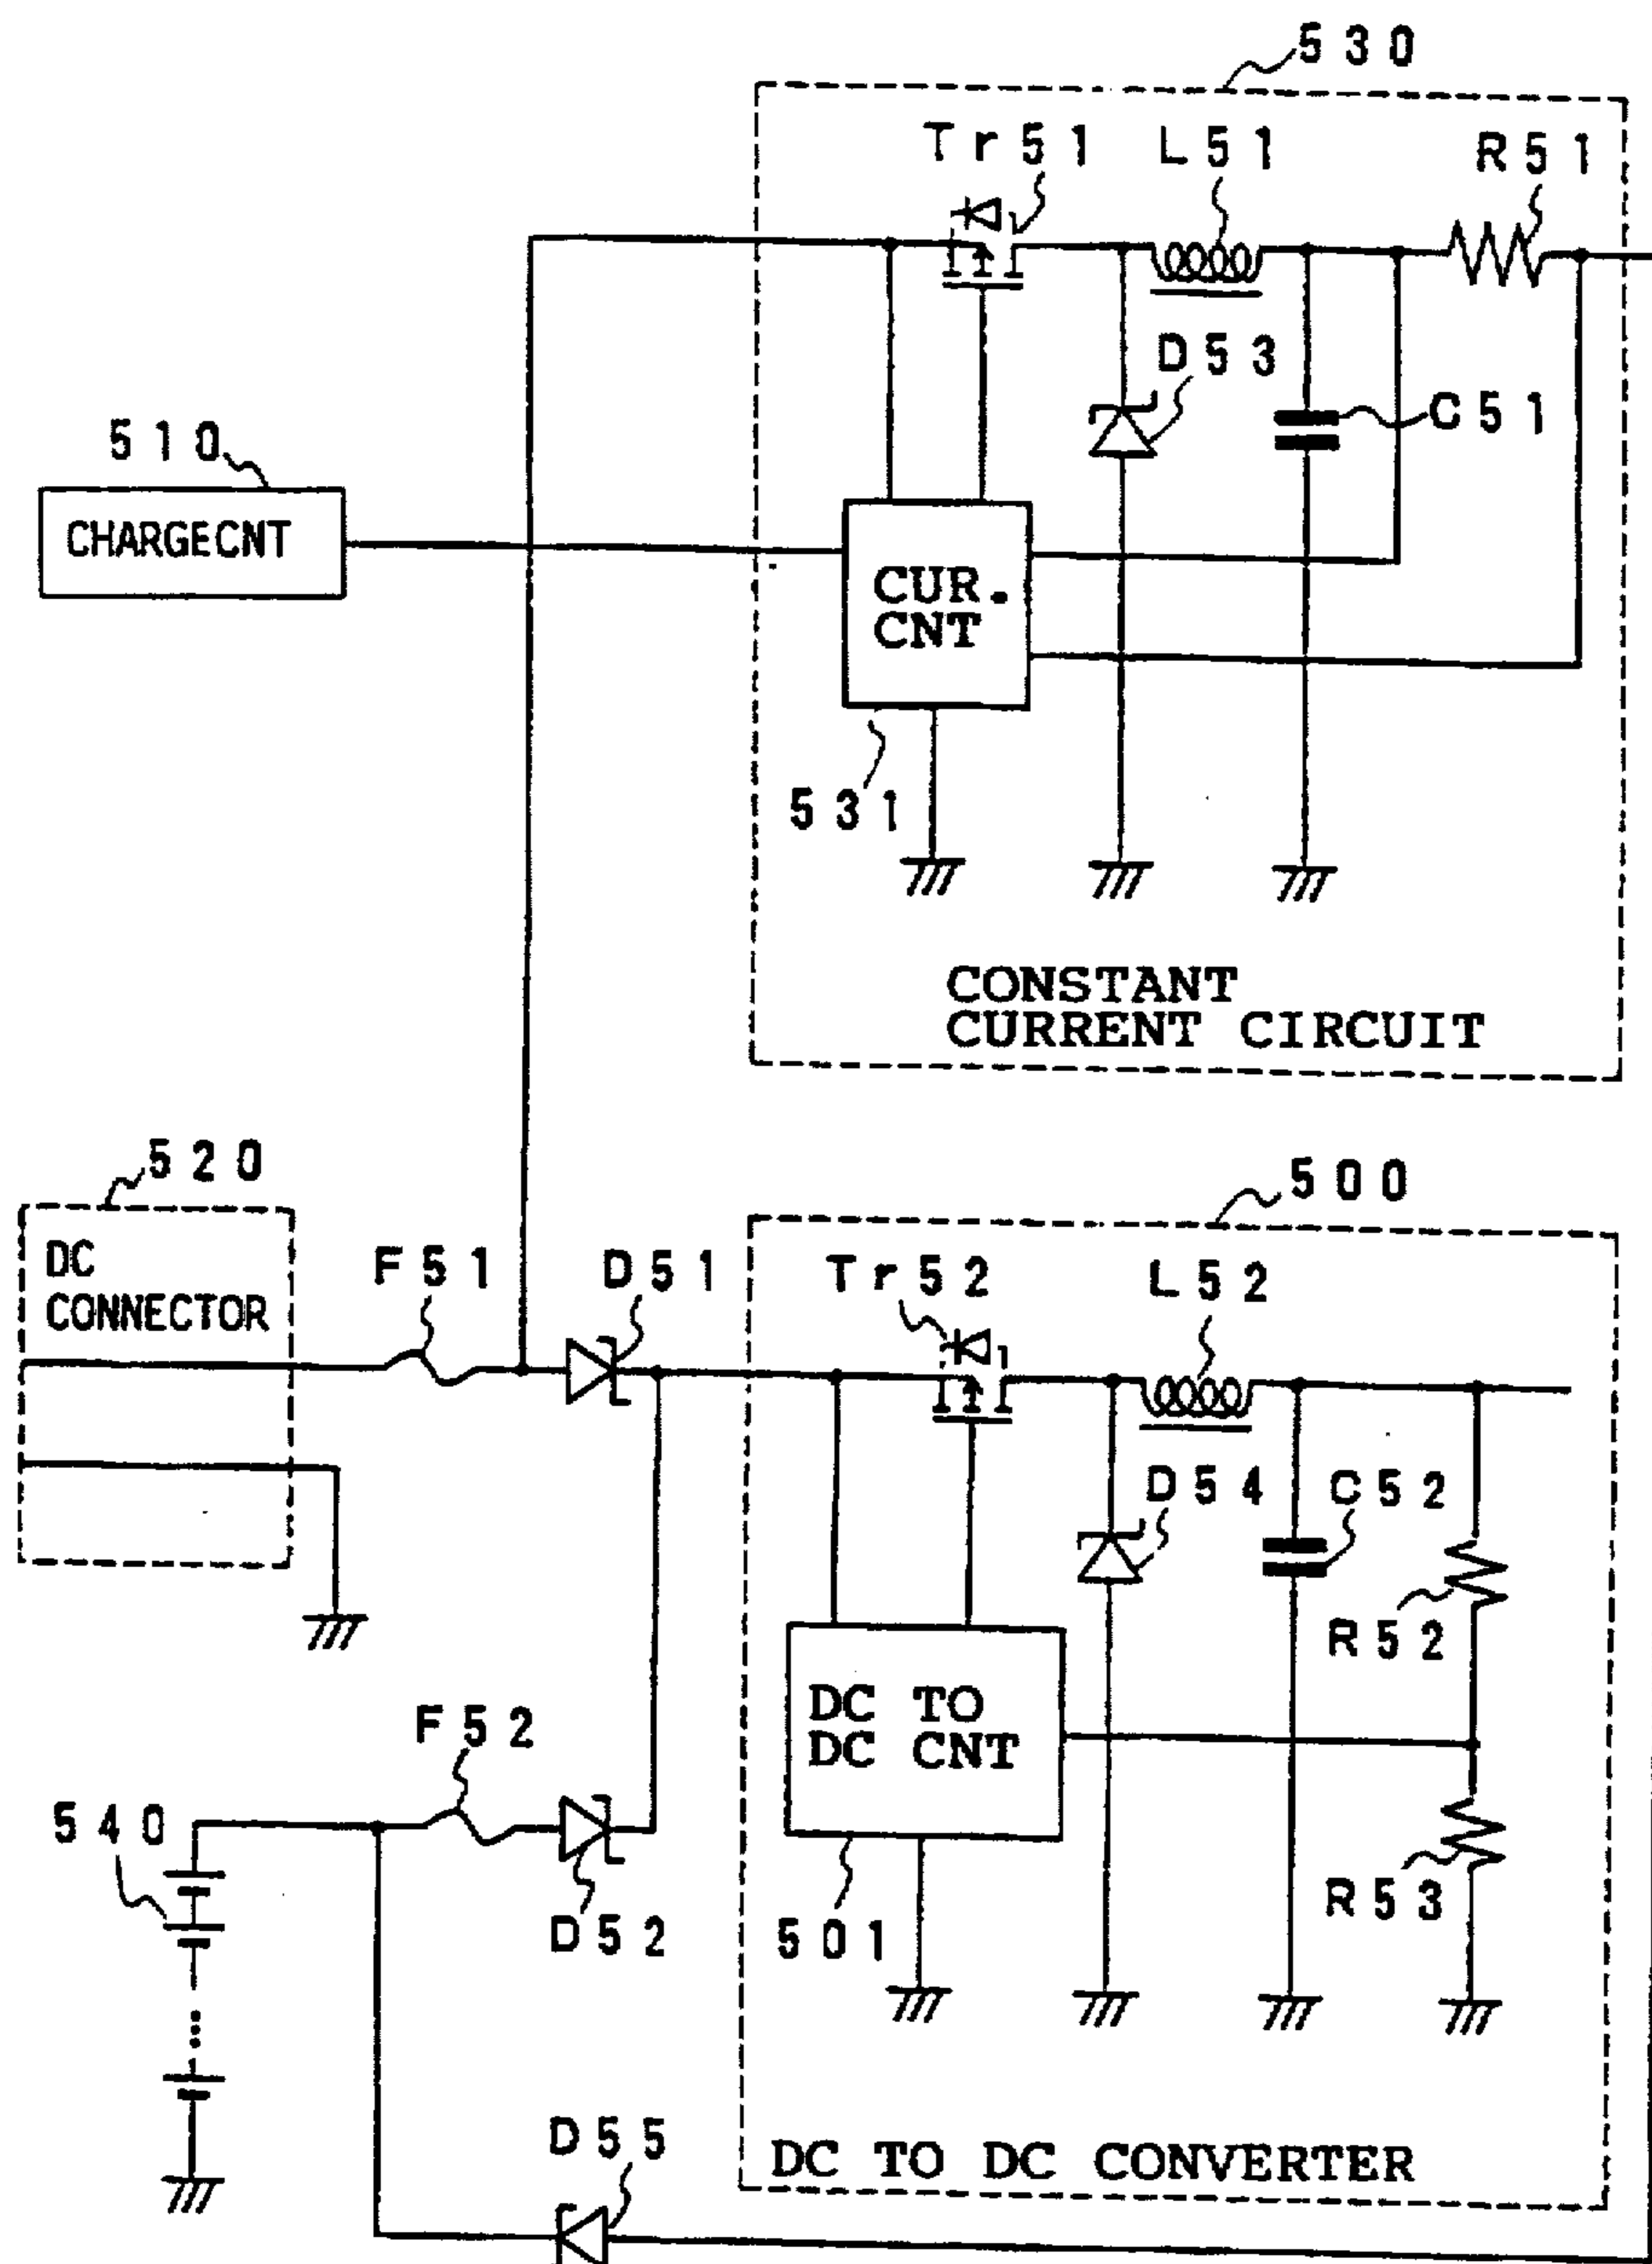 530
Tr51
L51
R51
D53
C51
510
CHARGECNT
CUR.
CNT
531
CONSTANT
CURRENT CIRCUIT
520
500
DC
CONNECTOR
F51
D51
Tr52
L52
D54
C52
R52
F52
DC TO
DC CNT
540
D52
501
R53
D55
DC TO DC CONVERTER